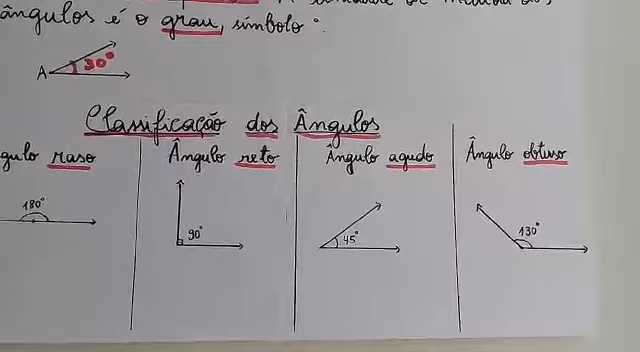 ângulos é o grau, símbolo °.
A 30°
Classificação dos Ângulos
gulo raso
Ângulo reto
Ângulo agudo
Ângulo obtuso
180°
90°
45°
130°